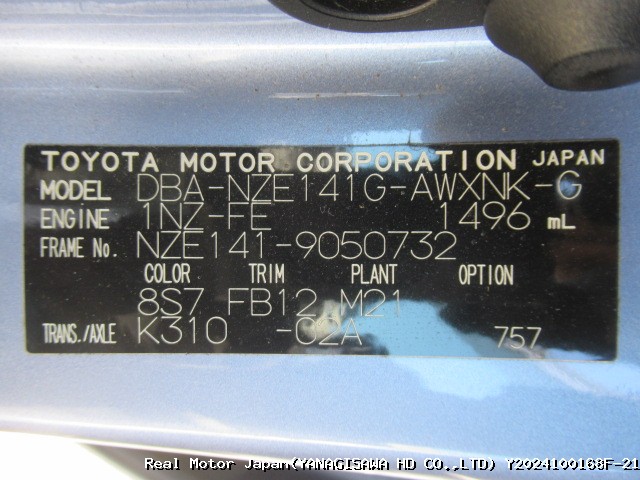 TOYOTA MOTOR CORPORATION JAPAN
MODEL DBA-NZE141G-AWXNK-G
ENGINE 1NZ-FE 1496 mL
FRAME No. NZE141-9050732
COLOR TRIM PLANT OPTION
8S7 FB12 M21
TRANS./AXLE K310 -02A 757
Real Motor Japan(YANAGISAWA HD CO.,LTD) Y2024100168F-21